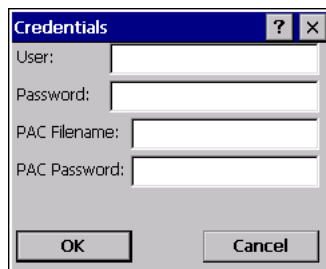 Credentials ? ×
User:
Password:
PAC Filename:
PAC Password:
OK Cancel